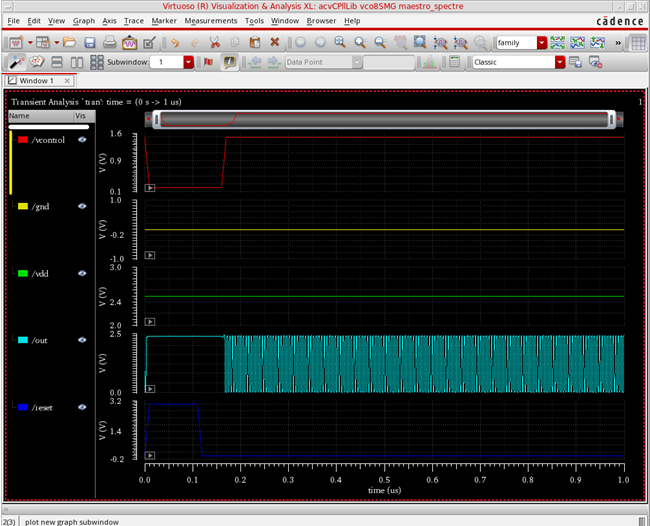 Virtuoso (R) Visualization & Analysis XL: acvCPllLib vco8SMG maestro_spectre
File Edit View Graph Axis Trace Marker Measurements Tools Window Browser Help
cādence
family
Subwindow: 1 Data Point Classic
Window 1
Transient Analysis `tran': time = (0 s -> 1 us) 1
Name Vis
/vcontrol
V (V)
1.6
0.9
0.1
/gnd
V (V)
1.0
-0.2
-1.0
/vdd
V (V)
3.0
2.4
2.0
/out
V (V)
2.5
0.0
/reset
V (V)
3.2
1.4
-0.2
0.0 0.1 0.2 0.3 0.4 0.5 0.6 0.7 0.8 0.9 1.0
time (us)
2(3) plot new graph subwindow